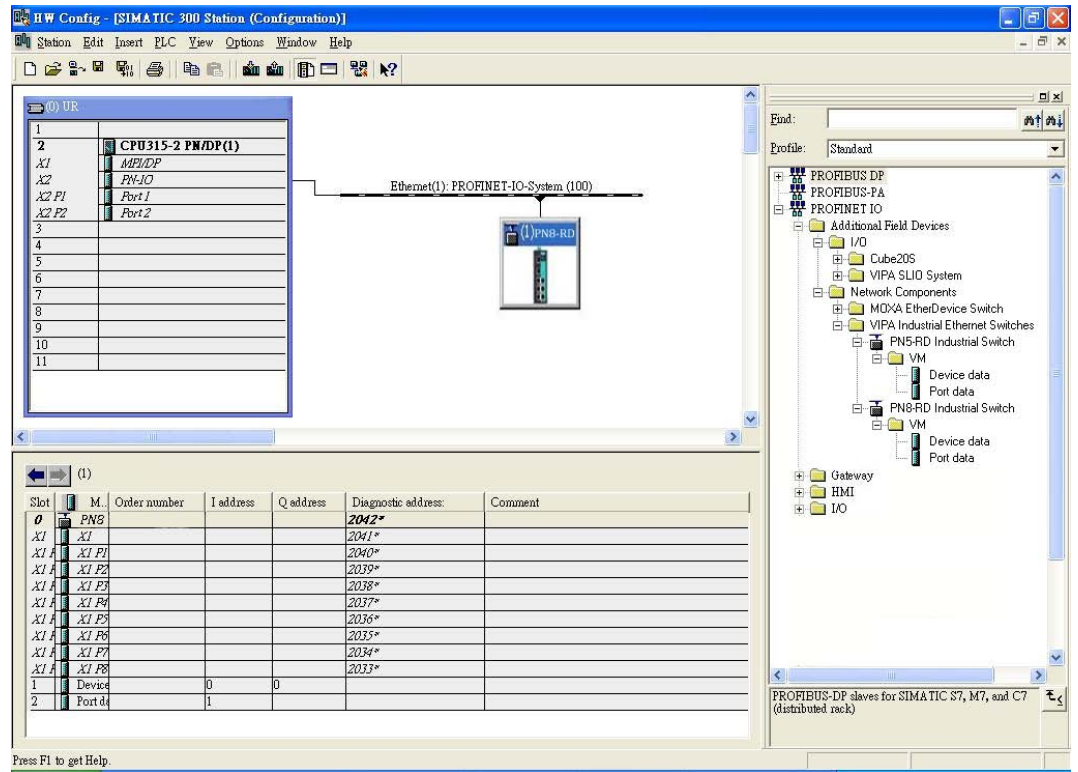 HW Config - [SIMATIC 300 Station (Configuration)]
Station Edit Insert PLC View Options Window Help
(0) UR
1
2 CPU315-2 PN/DP(1)
X1 MPI/DP
X2 PN-IO
X2 P1 Port 1
X2 P2 Port 2
3
4
5
6
7
8
9
10
11
Ethernet(1): PROFINET-IO-System (100)
(1)PN8-RD
Find:
Profile: Standard
PROFIBUS DP
PROFIBUS-PA
PROFINET IO
Additional Field Devices
I/O
Cube20S
VIPA SLIO System
Network Components
MOXA EtherDevice Switch
VIPA Industrial Ethernet Switches
PN5-RD Industrial Switch
VM
Device data
Port data
PN8-RD Industrial Switch
VM
Device data
Port data
Gateway
HMI
I/O
PROFIBUS-DP slaves for SIMATIC S7, M7, and C7
(distributed rack)
(1)
Slot M.. Order number I address Q address Diagnostic address: Comment
0 PN8 2042*
X1 X1 2041*
X1 P X1 P1 2040*
X1 P X1 P2 2039*
X1 P X1 P3 2038*
X1 P X1 P4 2037*
X1 P X1 P5 2036*
X1 P X1 P6 2035*
X1 P X1 P7 2034*
X1 P X1 P8 2033*
1 Device 0 0
2 Port da 1
Press F1 to get Help.